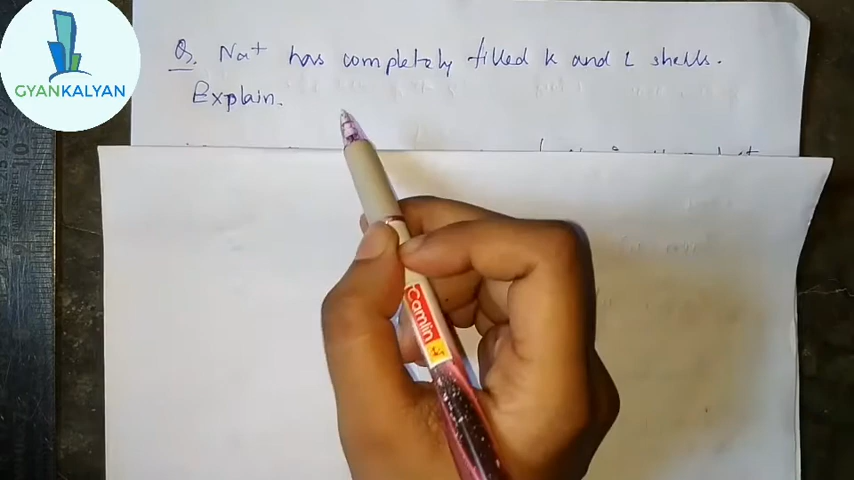 GYANKALYAN
Q. Na+ has completely filled K and L shells.
Explain.
Camlin